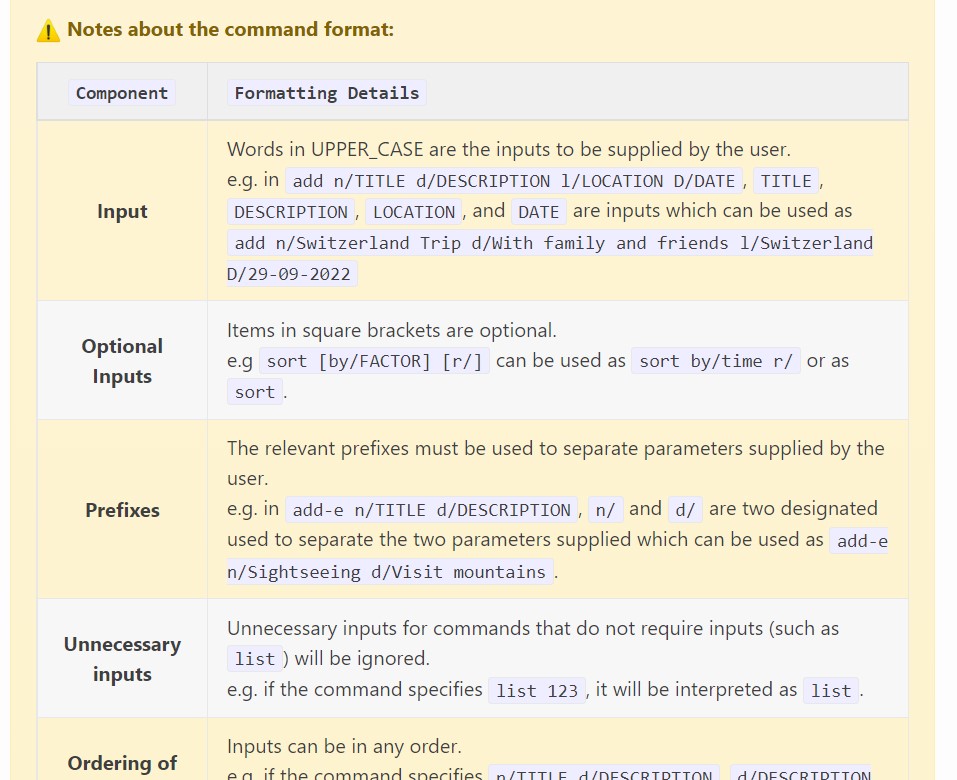 ⚠️ Notes about the command format:
Component
Formatting Details
Input
Words in UPPER_CASE are the inputs to be supplied by the user.
e.g. in add n/TITLE d/DESCRIPTION l/LOCATION D/DATE, TITLE,
DESCRIPTION, LOCATION, and DATE are inputs which can be used as
add n/Switzerland Trip d/With family and friends l/Switzerland
D/29-09-2022
Optional
Inputs
Items in square brackets are optional.
e.g sort [by/FACTOR] [r/] can be used as sort by/time r/ or as
sort.
Prefixes
The relevant prefixes must be used to separate parameters supplied by the
user.
e.g. in add-e n/TITLE d/DESCRIPTION, n/ and d/ are two designated
used to separate the two parameters supplied which can be used as add-e
n/Sightseeing d/Visit mountains.
Unnecessary
inputs
Unnecessary inputs for commands that do not require inputs (such as
list) will be ignored.
e.g. if the command specifies list 123, it will be interpreted as list.
Ordering of
Inputs can be in any order.
e.g. if the command specifies n/TITLE d/DESCRIPTION, d/DESCRIPTION